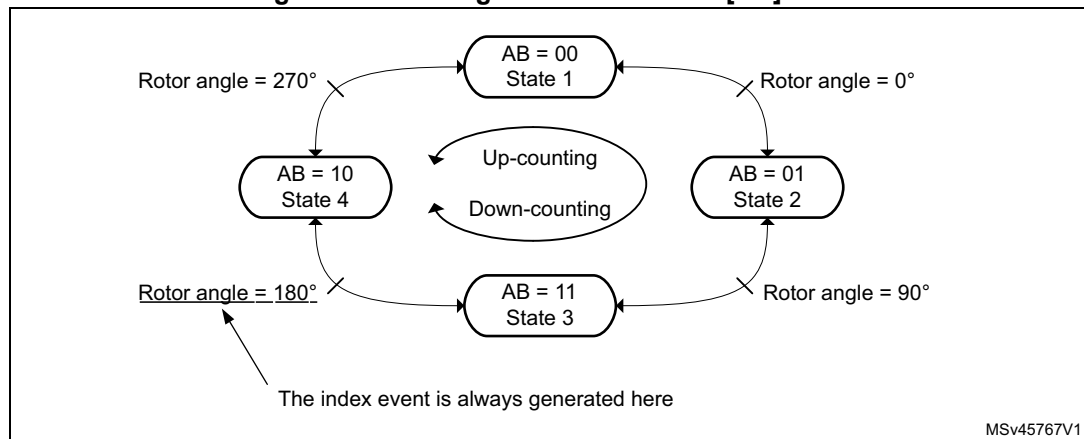 AB = 00
State 1
Rotor angle = 270°
Rotor angle = 0°
Up-counting
AB = 10
State 4
AB = 01
State 2
Down-counting
Rotor angle = 180°
AB = 11
State 3
Rotor angle = 90°
The index event is always generated here
MSv45767V1